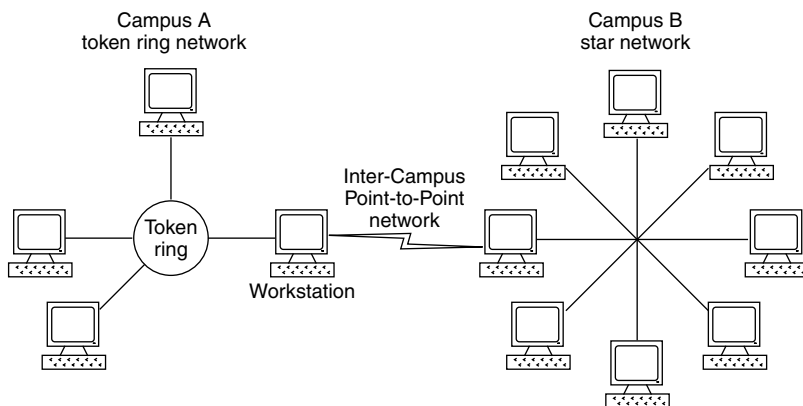 Campus A
token ring network
Campus B
star network
Inter-Campus
Point-to-Point
network
Token
ring
Workstation